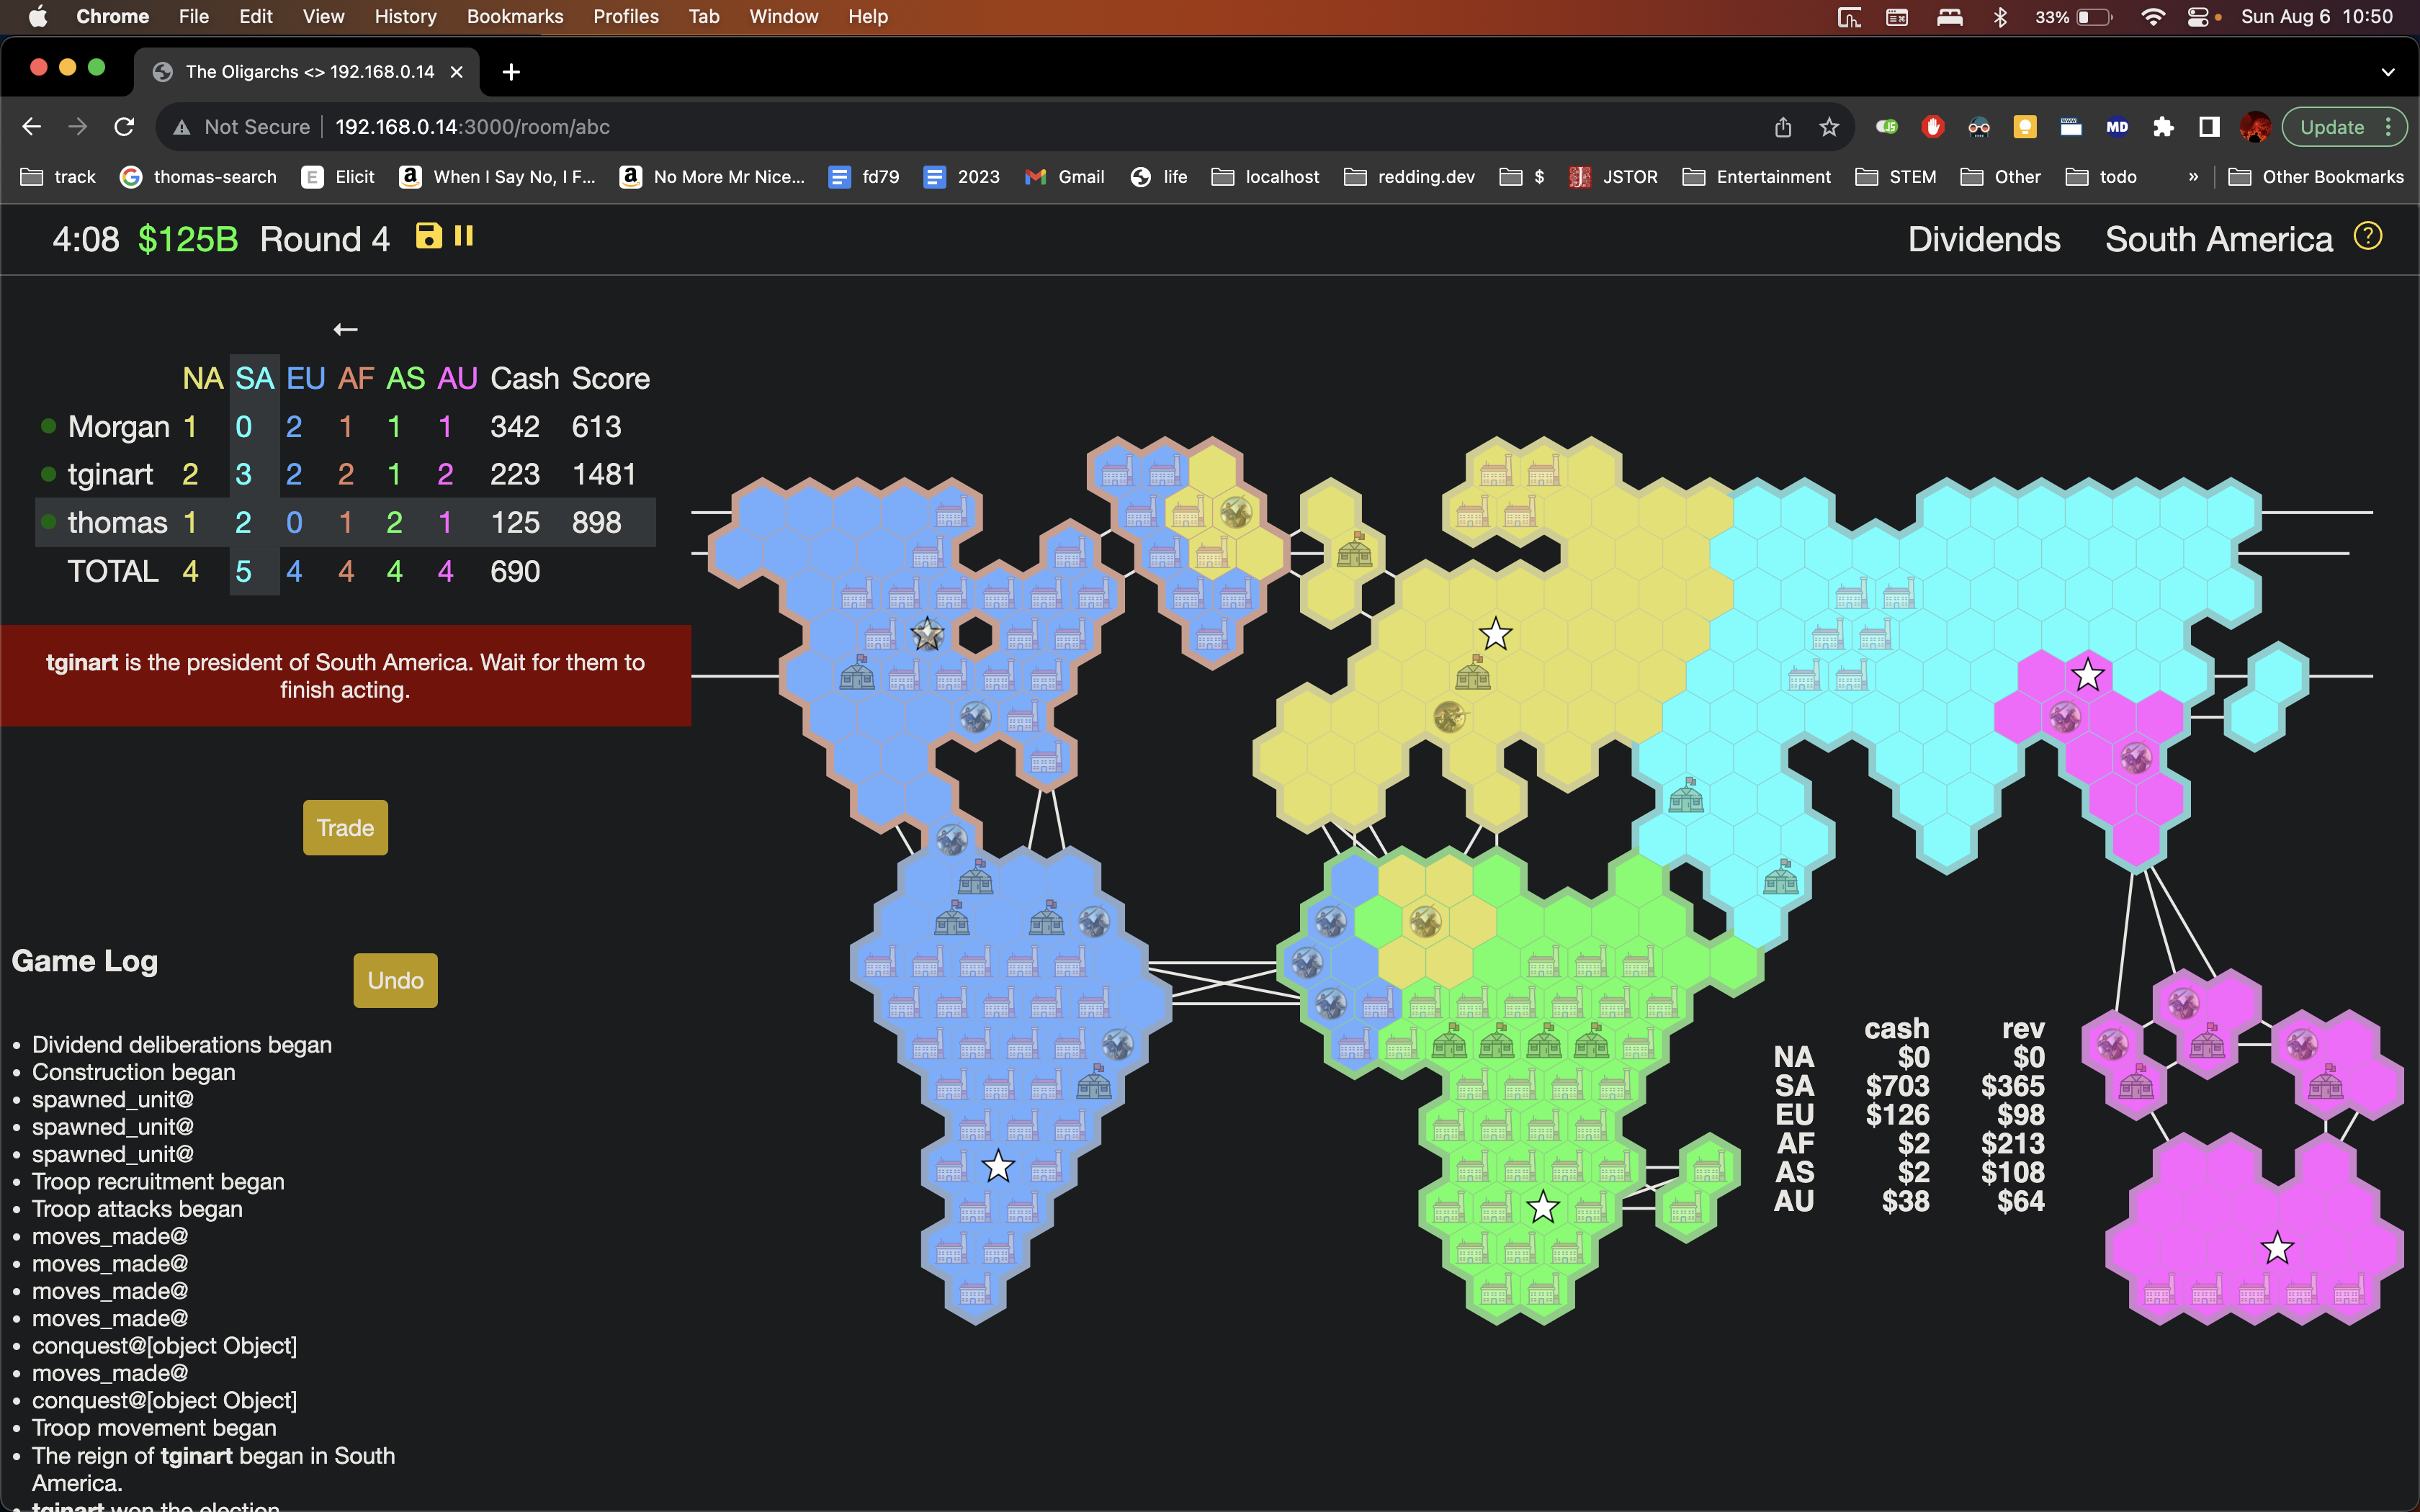 Chrome File Edit View History Bookmarks Profiles Tab Window Help 33% Sun Aug 6 10:50
The Oligarchs <> 192.168.0.14
Not Secure 192.168.0.14:3000/room/abc JS MD Update
track thomas-search E Elicit a When I Say No, I F... a No More Mr Nice... fd79 2023 Gmail life localhost redding.dev $ JSTOR Entertainment STEM Other todo » Other Bookmarks
4:08 $125B Round 4 Dividends South America ?
←
NA SA EU AF AS AU Cash Score
Morgan 1 0 2 1 1 1 342 613
tginart 2 3 2 2 1 2 223 1481
thomas 1 2 0 1 2 1 125 898
TOTAL 4 5 4 4 4 4 690
tginart is the president of South America. Wait for them to
finish acting.
Trade
Game Log
Undo
• Dividend deliberations began
• Construction began
• spawned_unit@
• spawned_unit@
• spawned_unit@
• Troop recruitment began
• Troop attacks began
• moves_made@
• moves_made@
• moves_made@
• moves_made@
• conquest@[object Object]
• moves_made@
• conquest@[object Object]
• Troop movement began
• The reign of tginart began in South
America.
• tginart won the election
cash rev
NA $0 $0
SA $703 $365
EU $126 $98
AF $2 $213
AS $2 $108
AU $38 $64